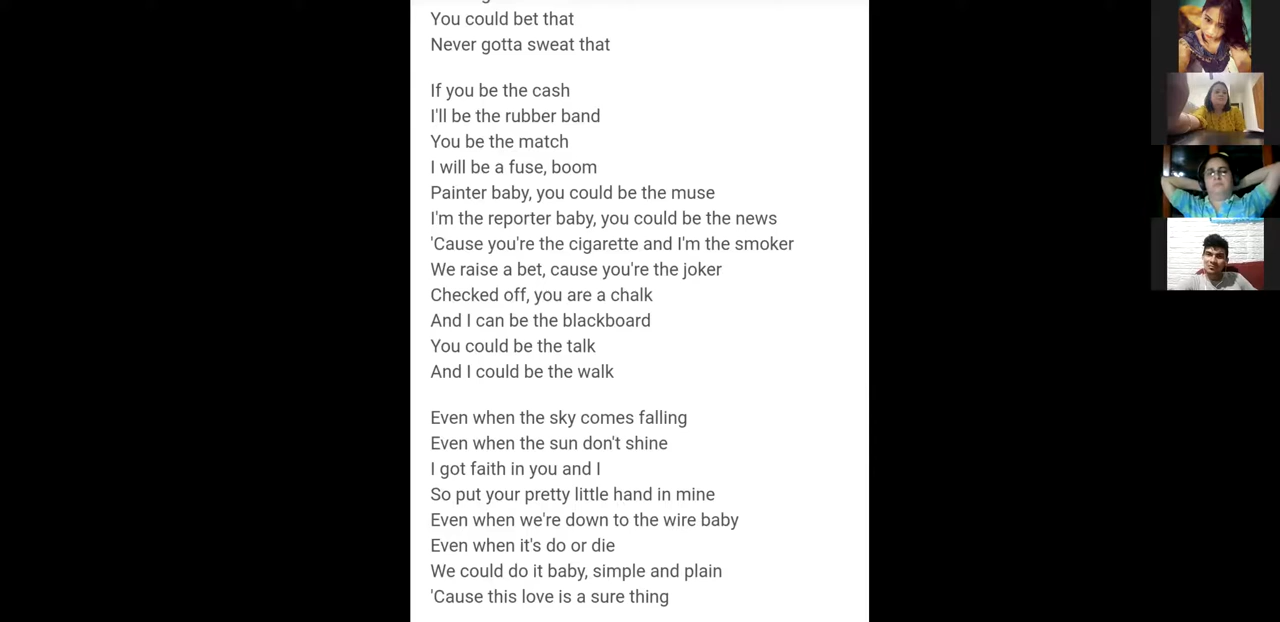 You could bet that
Never gotta sweat that
If you be the cash
I'll be the rubber band
You be the match
I will be a fuse, boom
Painter baby, you could be the muse
I'm the reporter baby, you could be the news
'Cause you're the cigarette and I'm the smoker
We raise a bet, cause you're the joker
Checked off, you are a chalk
And I can be the blackboard
You could be the talk
And I could be the walk
Even when the sky comes falling
Even when the sun don't shine
I got faith in you and I
So put your pretty little hand in mine
Even when we're down to the wire baby
Even when it's do or die
We could do it baby, simple and plain
'Cause this love is a sure thing